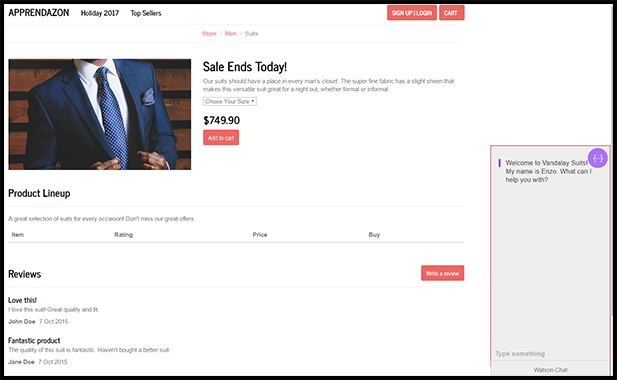 APPRENDAZON Holiday 2017 Top Sellers SIGN UP | LOGIN CART
Store / Men / Suits
Sale Ends Today!
Our suits should have a place in every man's closet. The super fine fabric has a slight sheen that
makes this versatile suit great for a night out, whether formal or informal.
Chose Your Size
$749.90
Add to cart
Welcome to Vandalay Suits!
My name is Enzo. What can I
help you with?
{--}
Product Lineup
A great selection of suits for every occasion! Don't miss our great offers.
Item Rating Price Buy
Reviews
Write a review
Love this!
I love this suit! Great quality and fit.
John Doe 7 Oct 2015
Fantastic product
The quality of this suit is fantastic. Haven't bought a better suit.
Jane Doe 7 Oct 2015
Type something
Watson Chat